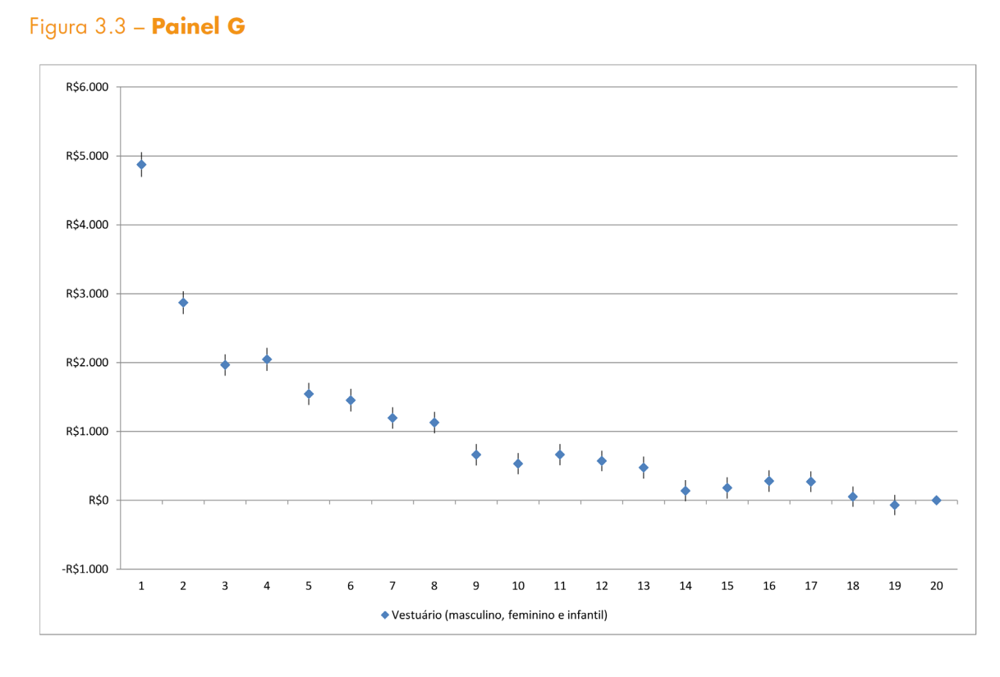 Figura 3.3 – Painel G
R$6.000
R$5.000
R$4.000
R$3.000
R$2.000
R$1.000
R$0
-R$1.000
1 2 3 4 5 6 7 8 9 10 11 12 13 14 15 16 17 18 19 20
Vestuário (masculino, feminino e infantil)